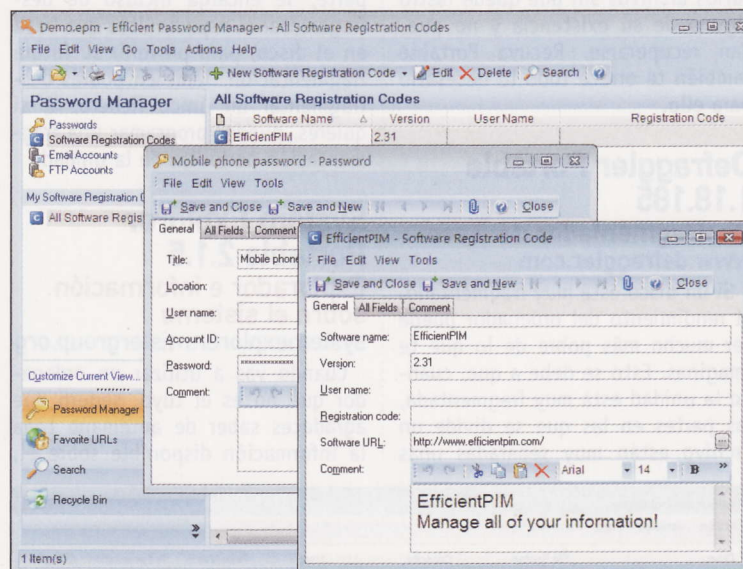 Demo.epm - Efficient Password Manager - All Software Registration Codes
File Edit View Go Tools Actions Help
New Software Registration Code Edit Delete Search
Password Manager
Passwords
Software Registration Codes
Email Accounts
FTP Accounts
My Software Registration
All Software Regis
Customize Current View...
Password Manager
Favorite URLs
Search
Recycle Bin
1 Item(s)
All Software Registration Codes
Software Name Version User Name Registration Code
EfficientPIM 2.31
Mobile phone password - Password
File Edit View Tools
Save and Close Save and New Close
General All Fields Comment
Title: Mobile phone
Location:
User name:
Account
Password: ****************
Comment:
EfficientPIM - Software Registration Code
File Edit View Tools
Save and Close Save and New Close
General All Fields Comment
Software name: EfficientPIM
Version: 2.31
User name:
Registration code:
Software URL: http://www.efficientpim.com/ ...
Comment: Arial 14 B »
EfficientPIM
Manage all of your information!